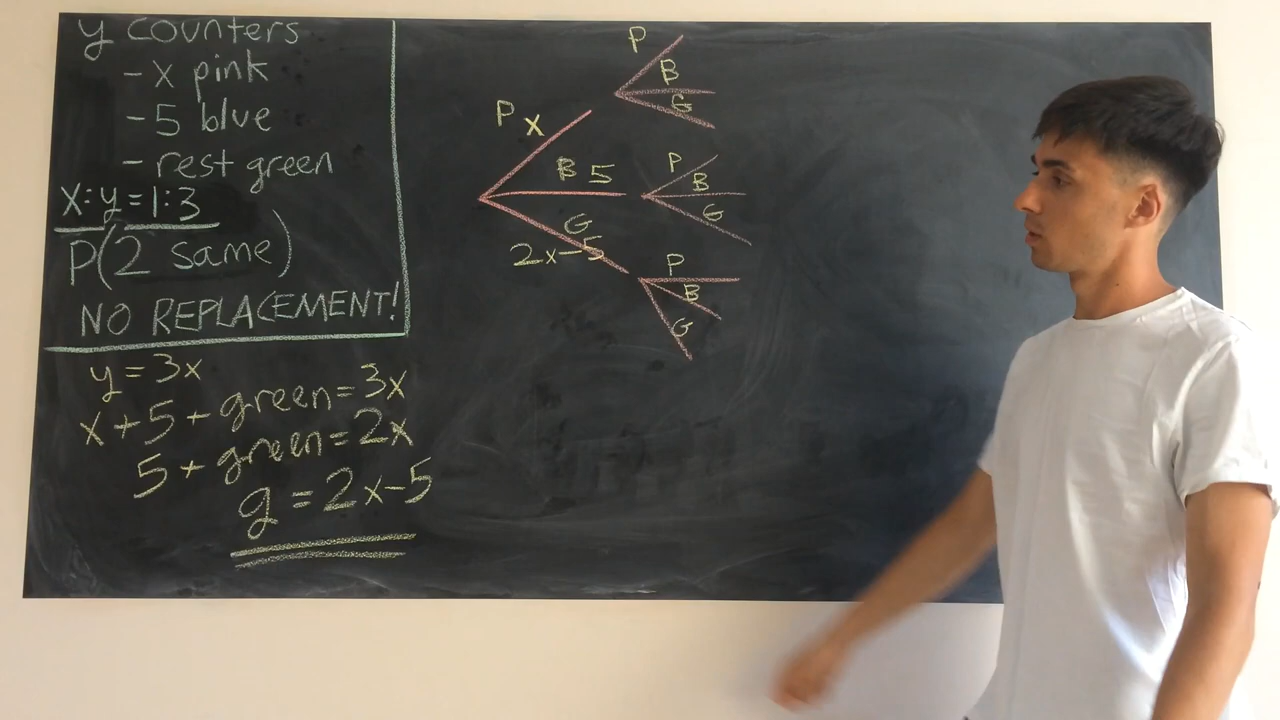 y counters
- x pink
- 5 blue
- rest green
x:y=1:3
P(2 same)
NO REPLACEMENT!
y=3x
x+5+green=3x
5+green=2x
g=2x-5
P x
B 5
G
2x-5
P
B
G
P
B
G
P
B
G